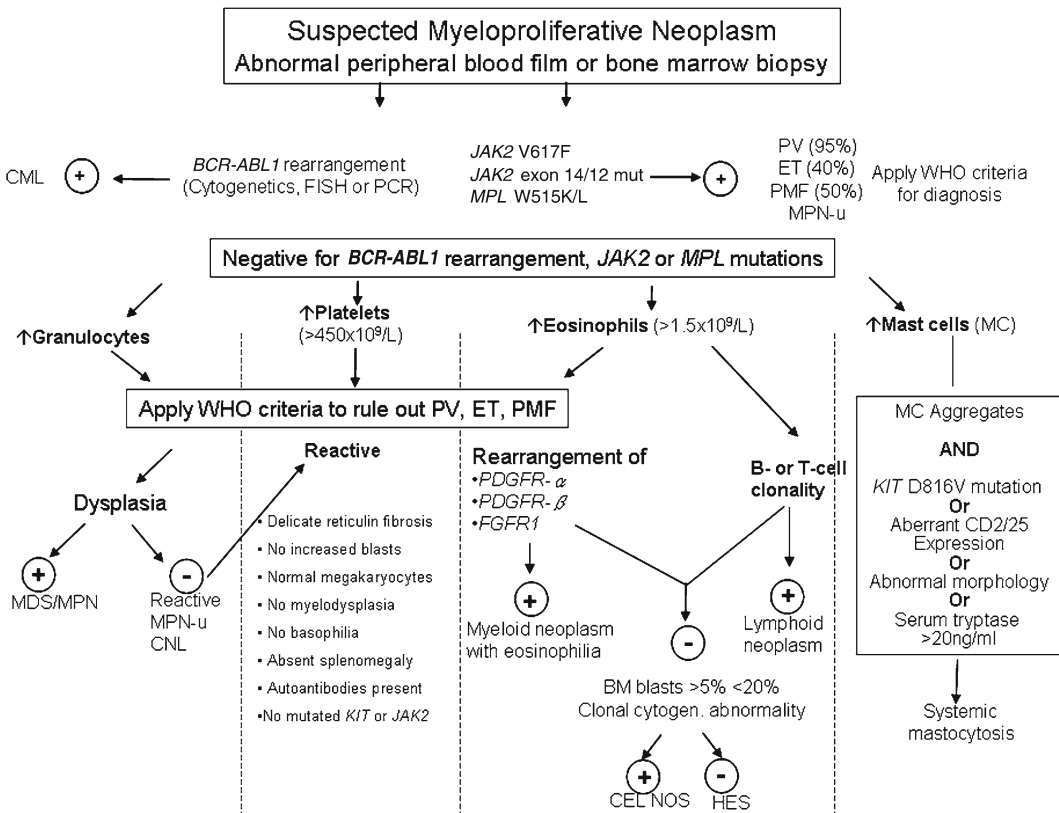 Suspected Myeloproliferative Neoplasm
Abnormal peripheral blood film or bone marrow biopsy
CML
+
BCR-ABL1 rearrangement
(Cytogenetics, FISH or PCR)
JAK2 V617F
JAK2 exon 14/12 mut
MPL W515K/L
+
PV (95%)
ET (40%)
PMF (50%)
MPN-u
Apply WHO criteria
for diagnosis
Negative for BCR-ABL1 rearrangement, JAK2 or MPL mutations
↑Granulocytes
↑Platelets
(>450x10⁹/L)
↑Eosinophils (>1.5x10⁹/L)
↑Mast cells (MC)
Apply WHO criteria to rule out PV, ET, PMF
Dysplasia
+
MDS/MPN
-
Reactive
MPN-u
CNL
Reactive
▪ Delicate reticulin fibrosis
▪ No increased blasts
▪ Normal megakaryocytes
▪ No myelodysplasia
▪ No basophilia
▪ Absent splenomegaly
▪ Autoantibodies present
•No mutated KIT or JAK2
Rearrangement of
•PDGFR-α
•PDGFR-β
•FGFR1
+
Myeloid neoplasm
with eosinophilia
B- or T-cell
clonality
+
Lymphoid
neoplasm
-
BM blasts >5% <20%
Clonal cytogen. abnormality
+
CEL NOS
-
HES
MC Aggregates
AND
KIT D816V mutation
Or
Aberrant CD2/25
Expression
Or
Abnormal morphology
Or
Serum tryptase
>20ng/ml
Systemic
mastocytosis